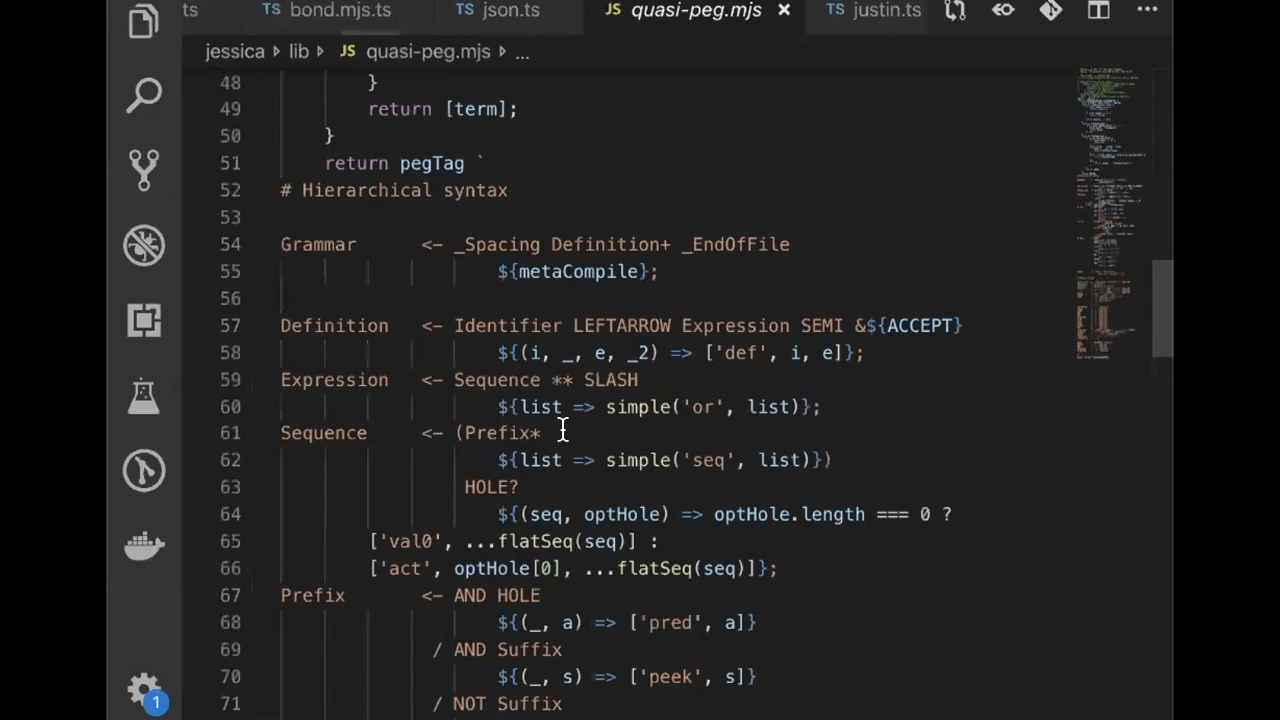 ts
TS bond.mjs.ts
TS json.ts
JS quasi-peg.mjs ×
TS justin.ts
jessica > lib > JS quasi-peg.mjs > ...
48 }
49 return [term];
50 }
51 return pegTag `
52 # Hierarchical syntax
53
54 Grammar <- _Spacing Definition+ _EndOfFile
55 ${metaCompile};
56
57 Definition <- Identifier LEFTARROW Expression SEMI &${ACCEPT}
58 ${(i, _, e, _2) => ['def', i, e]};
59 Expression <- Sequence ** SLASH
60 ${list => simple('or', list)};
61 Sequence <- (Prefix*
62 ${list => simple('seq', list)})
63 HOLE?
64 ${(seq, optHole) => optHole.length === 0 ?
65 ['val0', ...flatSeq(seq)] :
66 ['act', optHole[0], ...flatSeq(seq)]};
67 Prefix <- AND HOLE
68 ${(_, a) => ['pred', a]}
69 / AND Suffix
70 ${(_, s) => ['peek', s]}
71 / NOT Suffix
1